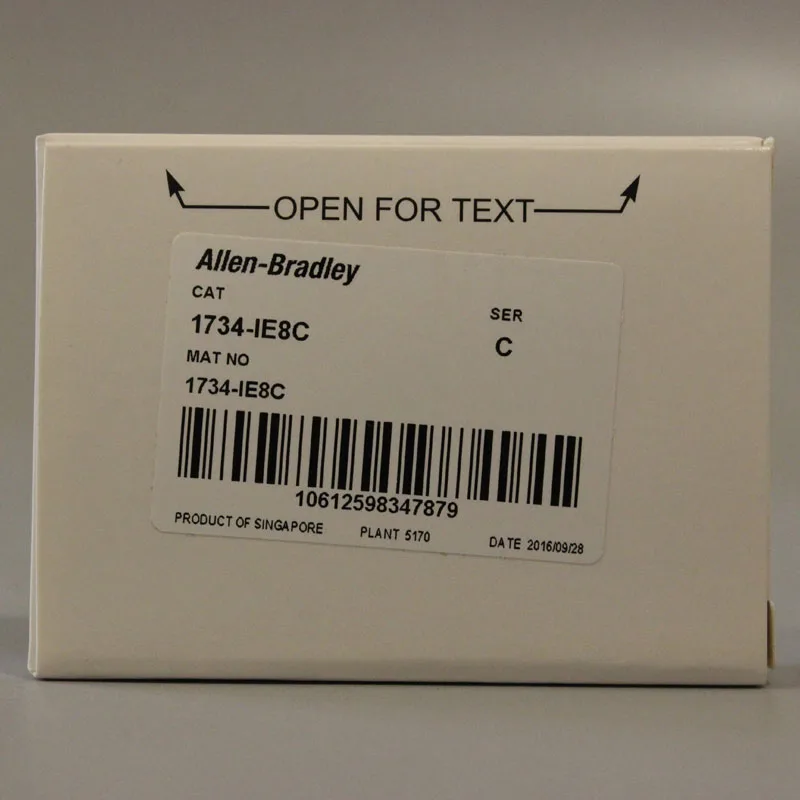 OPEN FOR TEXT
Allen-Bradley
CAT
1734-IE8C
SER
C
MAT NO
1734-IE8C
10612598347879
PRODUCT OF SINGAPORE PLANT 5170 DATE 2016/09/28